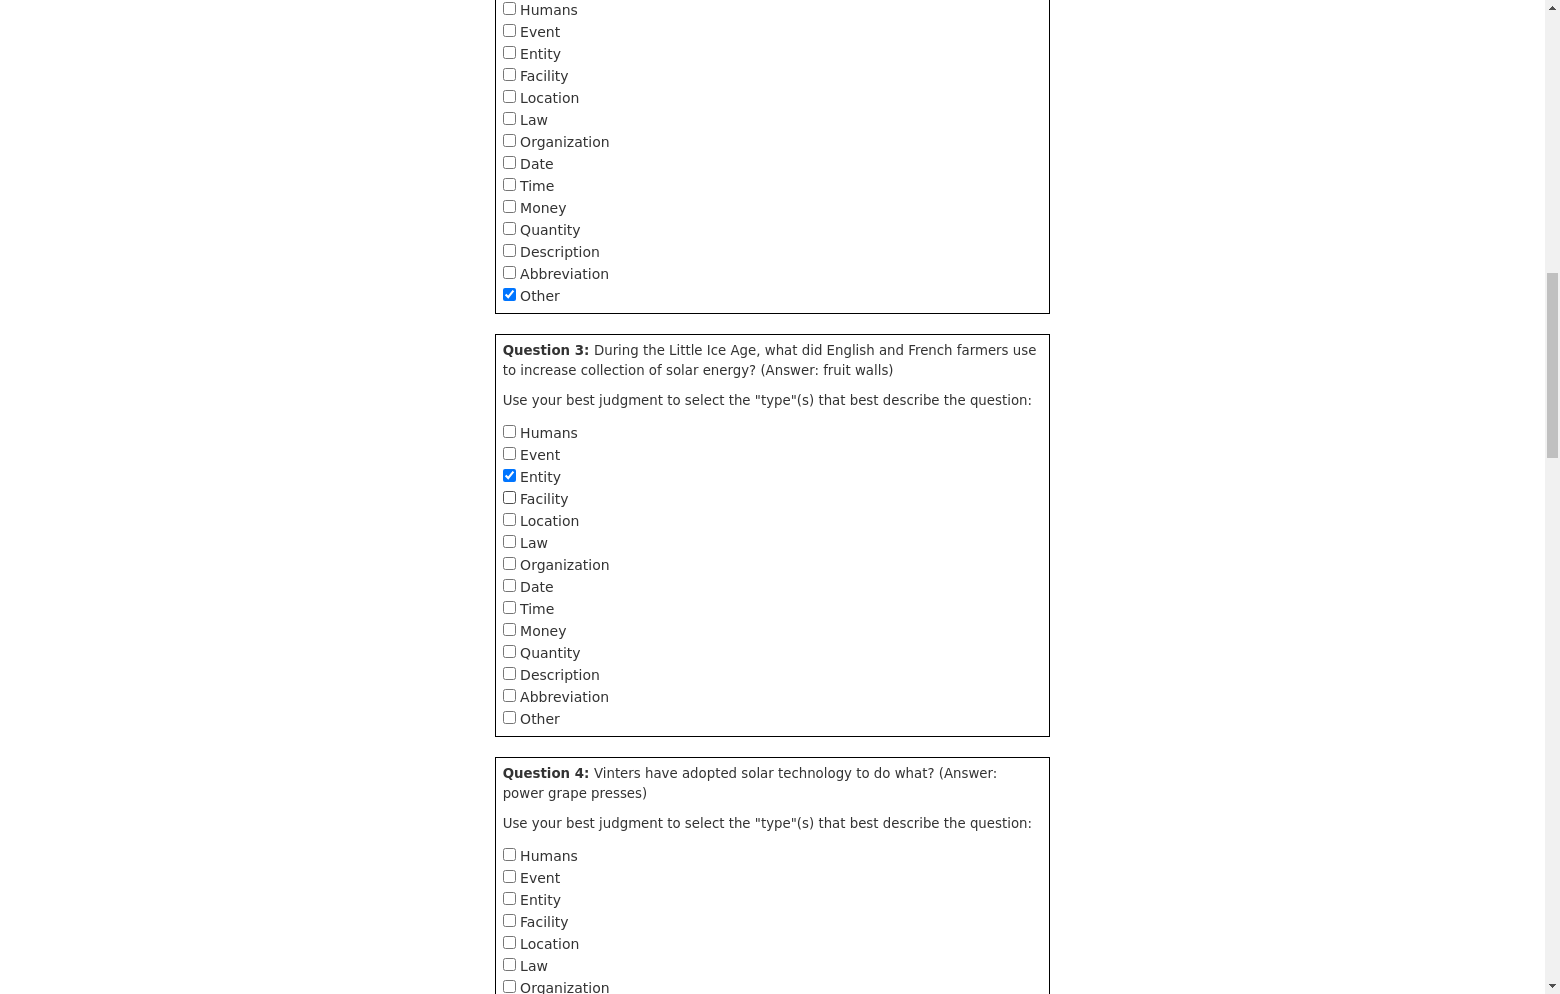 Humans
Event
Entity
Facility
Location
Law
Organization
Date
Time
Money
Quantity
Description
Abbreviation
Other
Question 3: During the Little Ice Age, what did English and French farmers use
to increase collection of solar energy? (Answer: fruit walls)
Use your best judgment to select the "type"(s) that best describe the question:
Humans
Event
Entity
Facility
Location
Law
Organization
Date
Time
Money
Quantity
Description
Abbreviation
Other
Question 4: Vinters have adopted solar technology to do what? (Answer:
power grape presses)
Use your best judgment to select the "type"(s) that best describe the question:
Humans
Event
Entity
Facility
Location
Law
Organization